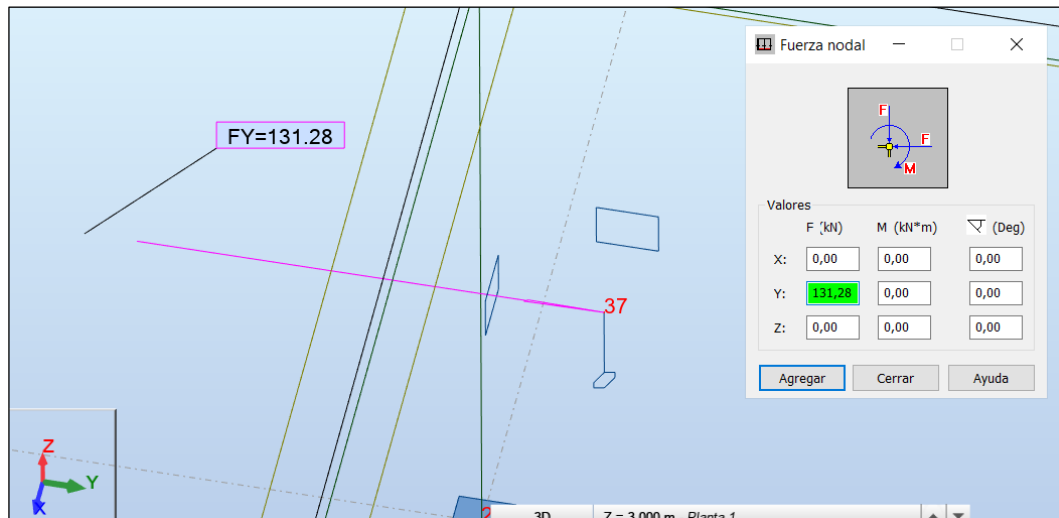 Fuerza nodal
F
F
M
FY=131.28
Valores
F (kN) M (kN*m) (Deg)
X: 0,00 0,00 0,00
Y: 131,28 0,00 0,00
Z: 0,00 0,00 0,00
37
Agregar Cerrar Ayuda
Z
Y
X
2
3D Z = 3.000 m - Planta 1